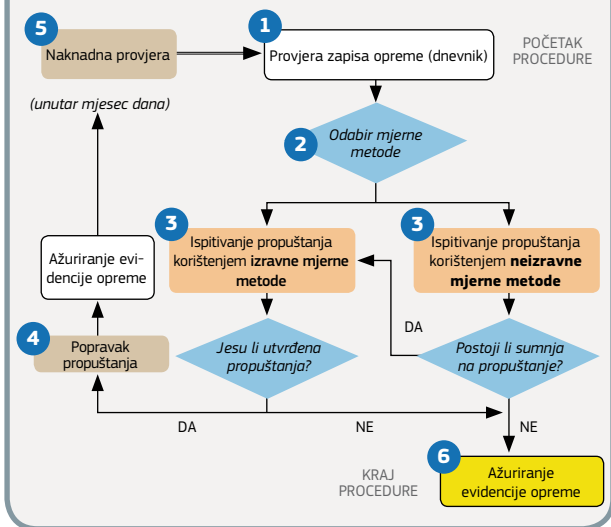 5
Naknadna provjera
(unutar mjesec dana)
1
Provjera zapisa opreme (dnevnik)
POČETAK
PROCEDURE
2
Odabir mjerne
metode
3
Ispitivanje propuštanja
korištenjem izravne mjerne
metode
3
Ispitivanje propuštanja
korištenjem neizravne
mjerne metode
Ažuriranje evi-
dencije opreme
4
Popravak
propuštanja
Jesu li utvrđena
propuštanja?
DA
Postoji li sumnja
na propuštanje?
DA
NE
NE
6
Ažuriranje
evidencije opreme
KRAJ
PROCEDURE